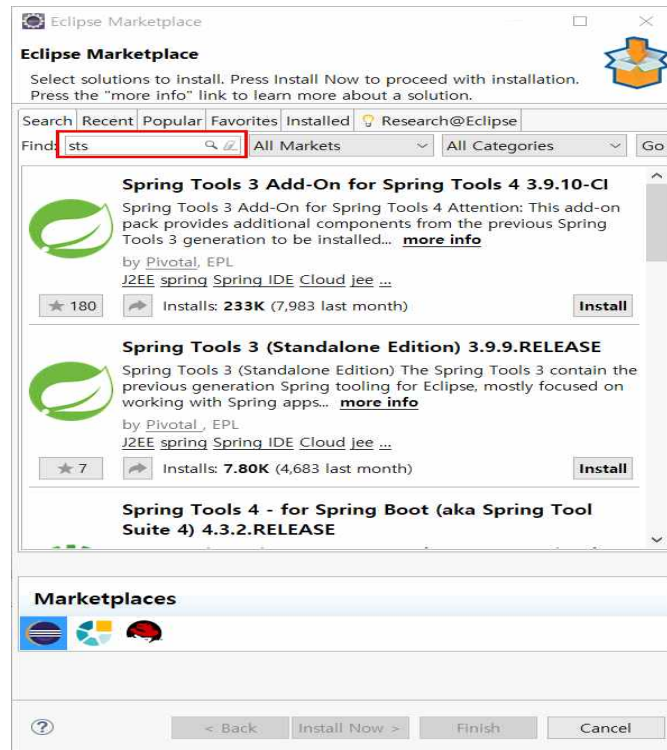 Eclipse Marketplace
Eclipse Marketplace
Select solutions to install. Press Install Now to proceed with installation.
Press the "more info" link to learn more about a solution.
Search Recent Popular Favorites Installed Research@Eclipse
Find: sts All Markets All Categories Go
Spring Tools 3 Add-On for Spring Tools 4 3.9.10-CI
Spring Tools 3 Add-On for Spring Tools 4 Attention: This add-on
pack provides additional components from the previous Spring
Tools 3 generation to be installed... more info
by Pivotal, EPL
J2EE spring Spring IDE Cloud jee ...
180 Installs: 233K (7,983 last month) Install
Spring Tools 3 (Standalone Edition) 3.9.9.RELEASE
Spring Tools 3 (Standalone Edition) The Spring Tools 3 contain the
previous generation Spring tooling for Eclipse, mostly focused on
working with Spring apps... more info
by Pivotal , EPL
J2EE spring Spring IDE Cloud jee ...
7 Installs: 7.80K (4,683 last month) Install
Spring Tools 4 - for Spring Boot (aka Spring Tool
Suite 4) 4.3.2.RELEASE
Marketplaces
? < Back Install Now > Finish Cancel